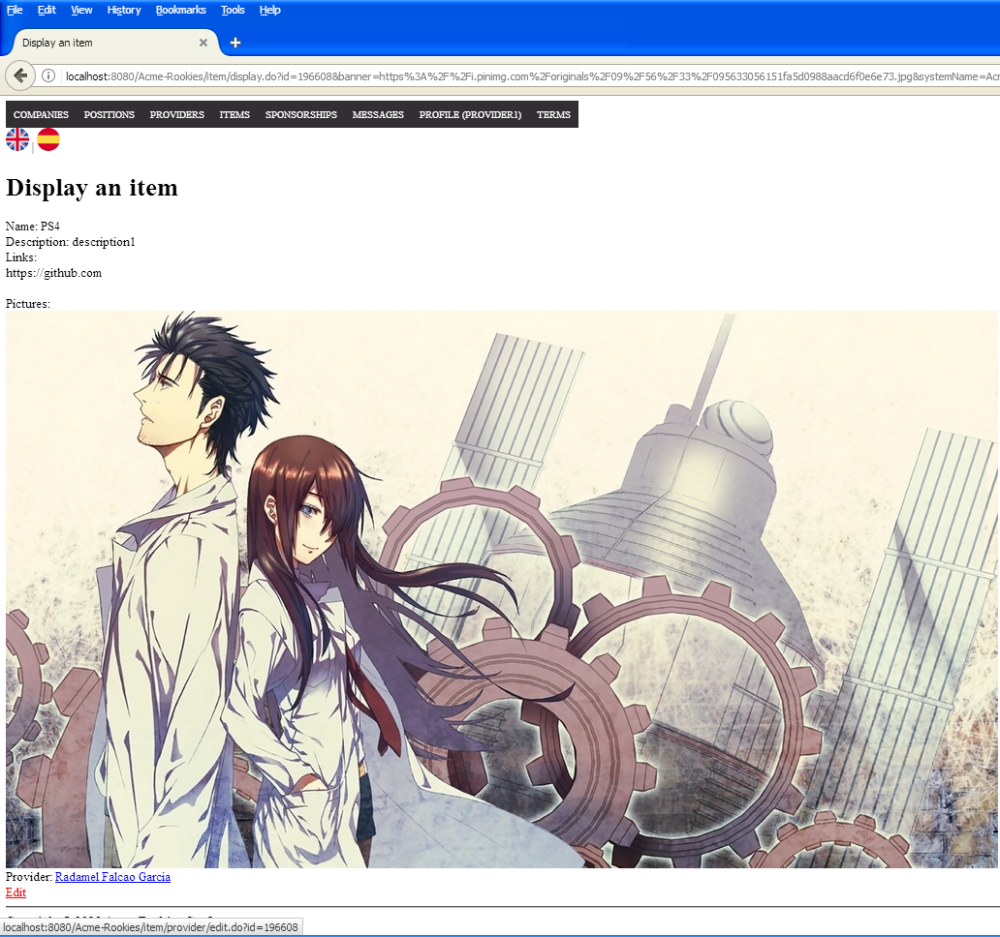 File Edit View History Bookmarks Tools Help
Display an item
localhost:8080/Acme-Rookies/item/display.do?id=196608&banner=https%3A%2F%2Fi.pinimg.com%2Foriginals%2F09%2F56%2F33%2F095633056151fa5d0988aacd6f0e6e73.jpg&systemName=Acm
COMPANIES POSITIONS PROVIDERS ITEMS SPONSORSHIPS MESSAGES PROFILE (PROVIDER1) TERMS
|
Display an item
Name: PS4
Description: description1
Links:
https://github.com
Pictures:
Provider: Radamel Falcao García
Edit
localhost:8080/Acme-Rookies/item/provider/edit.do?id=196608